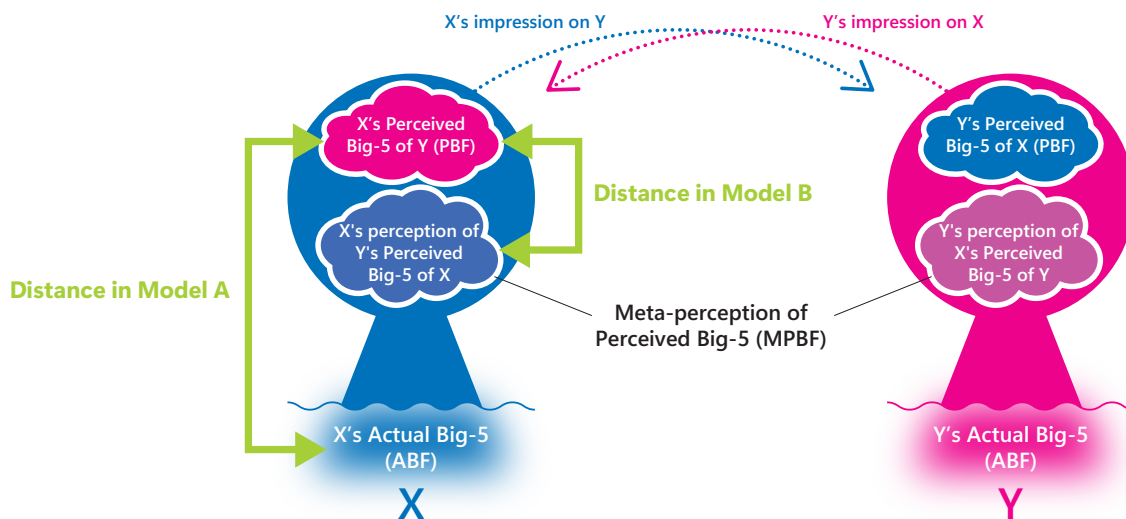 X's impression on Y
Y's impression on X
X's Perceived
Big-5 of Y (PBF)
Y's Perceived
Big-5 of X (PBF)
Distance in Model B
X's perception of
Y's Perceived
Big-5 of X
Y's perception of
X's Perceived
Big-5 of Y
Distance in Model A
Meta-perception of
Perceived Big-5 (MPBF)
X's Actual Big-5
(ABF)
Y's Actual Big-5
(ABF)
X
Y